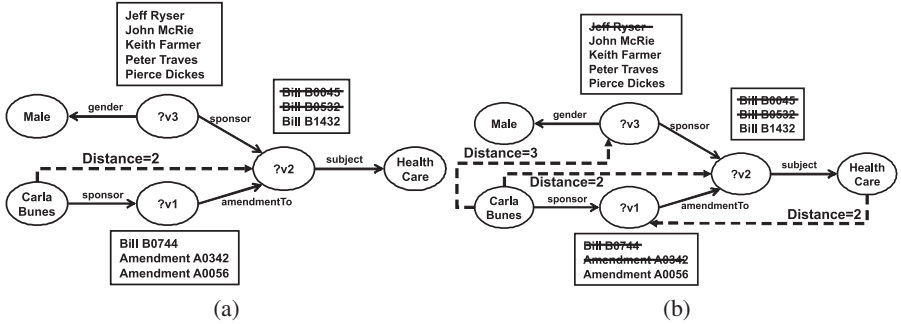 Jeff Ryser
John McRie
Keith Farmer
Peter Traves
Pierce Dickes
Bill B0045
Bill B0532
Bill B1432
Male
gender
?v3
sponsor
Distance=2
?v2
subject
Health
Care
Carla
Bunes
sponsor
?v1
amendmentTo
Bill B0744
Amendment A0342
Amendment A0056
(a)
Jeff Ryser
John McRie
Keith Farmer
Peter Traves
Pierce Dickes
Bill B0045
Bill B0532
Bill B1432
Male
gender
?v3
sponsor
Distance=3
Distance=2
?v2
subject
Health
Care
Carla
Bunes
sponsor
?v1
amendmentTo
Distance=2
Bill B0744
Amendment A0342
Amendment A0056
(b)